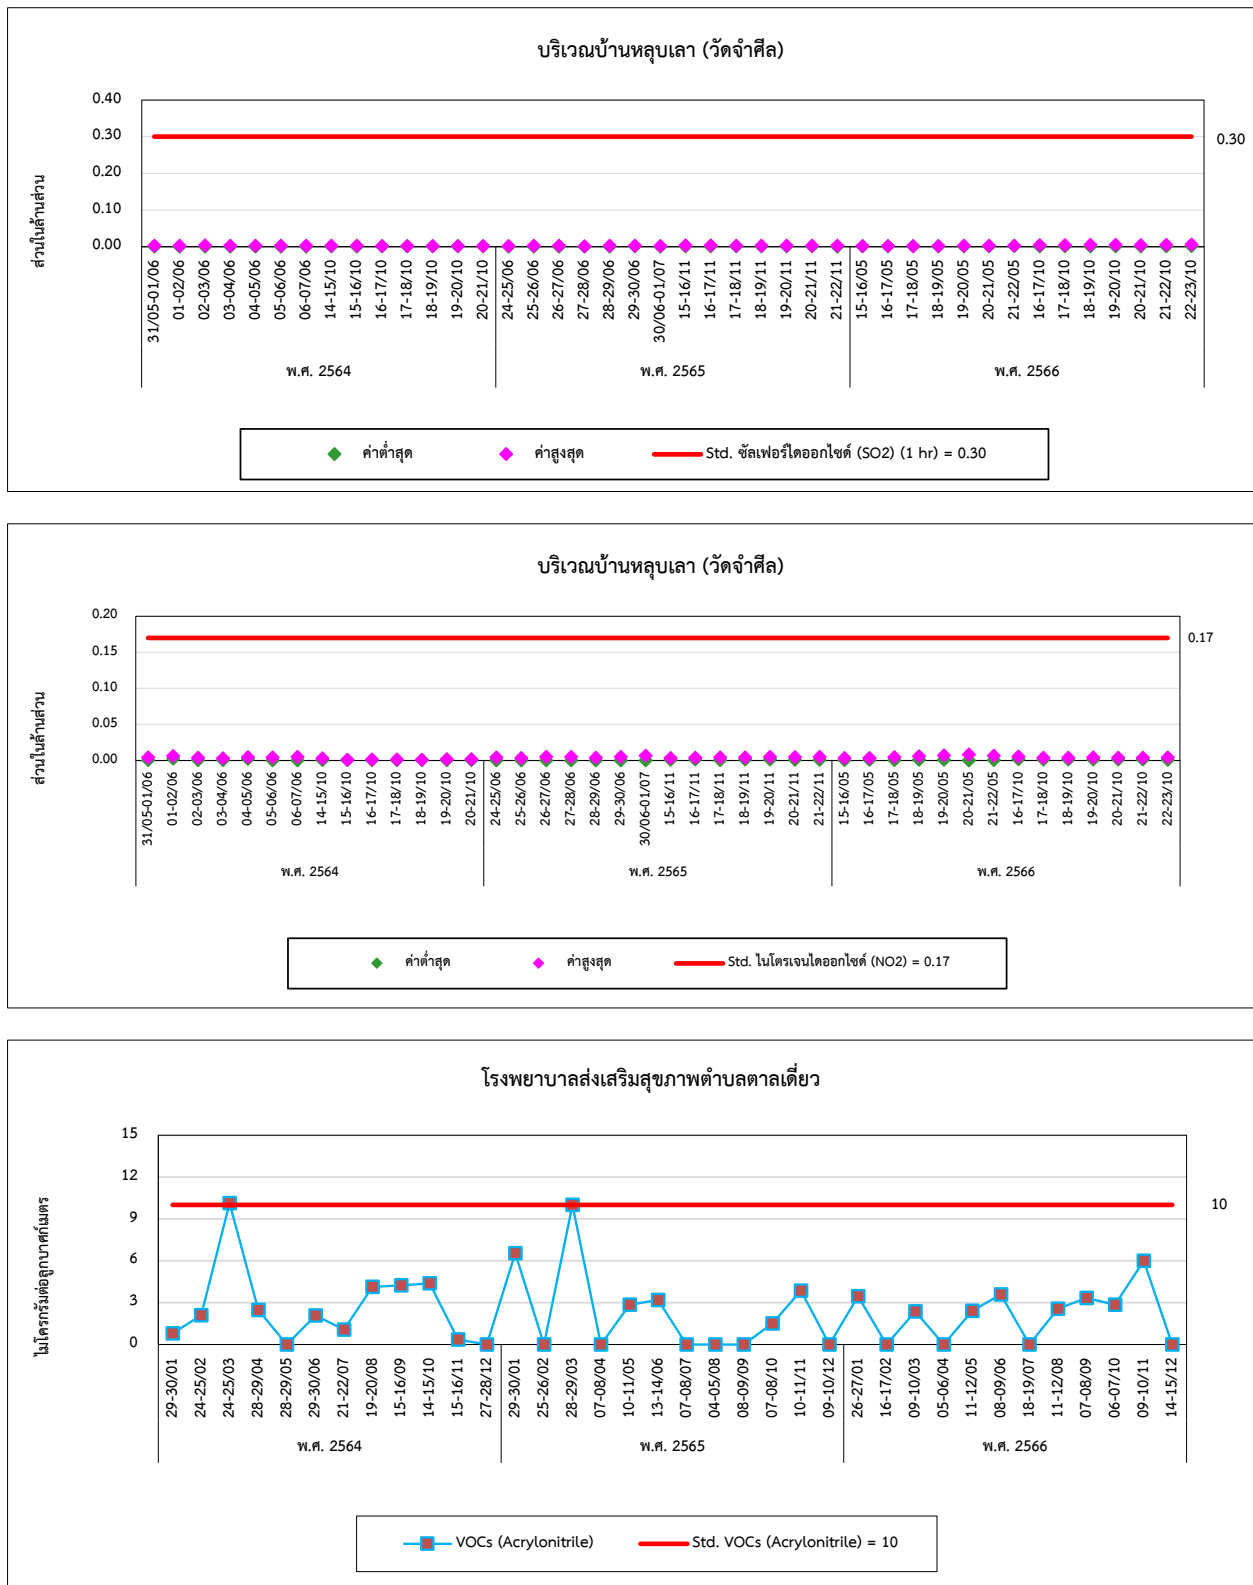 บริเวณบ้านหลุบเลา (วัดจำศีล)
ส่วนในล้านส่วน
0.40
0.30
0.20
0.10
0.00
0.30
31/05-01/06 01-02/06 02-03/06 03-04/06 04-05/06 05-06/06 06-07/06 14-15/10 15-16/10 16-17/10 17-18/10 18-19/10 19-20/10 20-21/10 24-25/06 25-26/06 26-27/06 27-28/06 28-29/06 29-30/06 30/06-01/07 15-16/11 16-17/11 17-18/11 18-19/11 19-20/11 20-21/11 21-22/11 15-16/05 16-17/05 17-18/05 18-19/05 19-20/05 20-21/05 21-22/05 16-17/10 17-18/10 18-19/10 19-20/10 20-21/10 21-22/10 22-23/10
พ.ศ. 2564 พ.ศ. 2565 พ.ศ. 2566
ค่าต่ำสุด ค่าสูงสุด Std. ซัลเฟอร์ไดออกไซด์ (SO2) (1 hr) = 0.30
บริเวณบ้านหลุบเลา (วัดจำศีล)
ส่วนในล้านส่วน
0.20
0.15
0.10
0.05
0.00
0.17
31/05-01/06 01-02/06 02-03/06 03-04/06 04-05/06 05-06/06 06-07/06 14-15/10 15-16/10 16-17/10 17-18/10 18-19/10 19-20/10 20-21/10 24-25/06 25-26/06 26-27/06 27-28/06 28-29/06 29-30/06 30/06-01/07 15-16/11 16-17/11 17-18/11 18-19/11 19-20/11 20-21/11 21-22/11 15-16/05 16-17/05 17-18/05 18-19/05 19-20/05 20-21/05 21-22/05 16-17/10 17-18/10 18-19/10 19-20/10 20-21/10 21-22/10 22-23/10
พ.ศ. 2564 พ.ศ. 2565 พ.ศ. 2566
ค่าต่ำสุด ค่าสูงสุด Std. ไนโตรเจนไดออกไซด์ (NO2) = 0.17
โรงพยาบาลส่งเสริมสุขภาพตำบลตาลเดี่ยว
ไมโครกรัมต่อลูกบาศก์เมตร
15
12
9
6
3
0
10
29-30/01 24-25/02 24-25/03 28-29/04 28-29/05 29-30/06 21-22/07 19-20/08 15-16/09 14-15/10 15-16/11 27-28/12 29-30/01 25-26/02 28-29/03 07-08/04 10-11/05 13-14/06 07-08/07 04-05/08 08-09/09 07-08/10 10-11/11 09-10/12 26-27/01 16-17/02 09-10/03 05-06/04 11-12/05 08-09/06 18-19/07 11-12/08 07-08/09 06-07/10 09-10/11 14-15/12
พ.ศ. 2564 พ.ศ. 2565 พ.ศ. 2566
VOCs (Acrylonitrile) Std. VOCs (Acrylonitrile) = 10